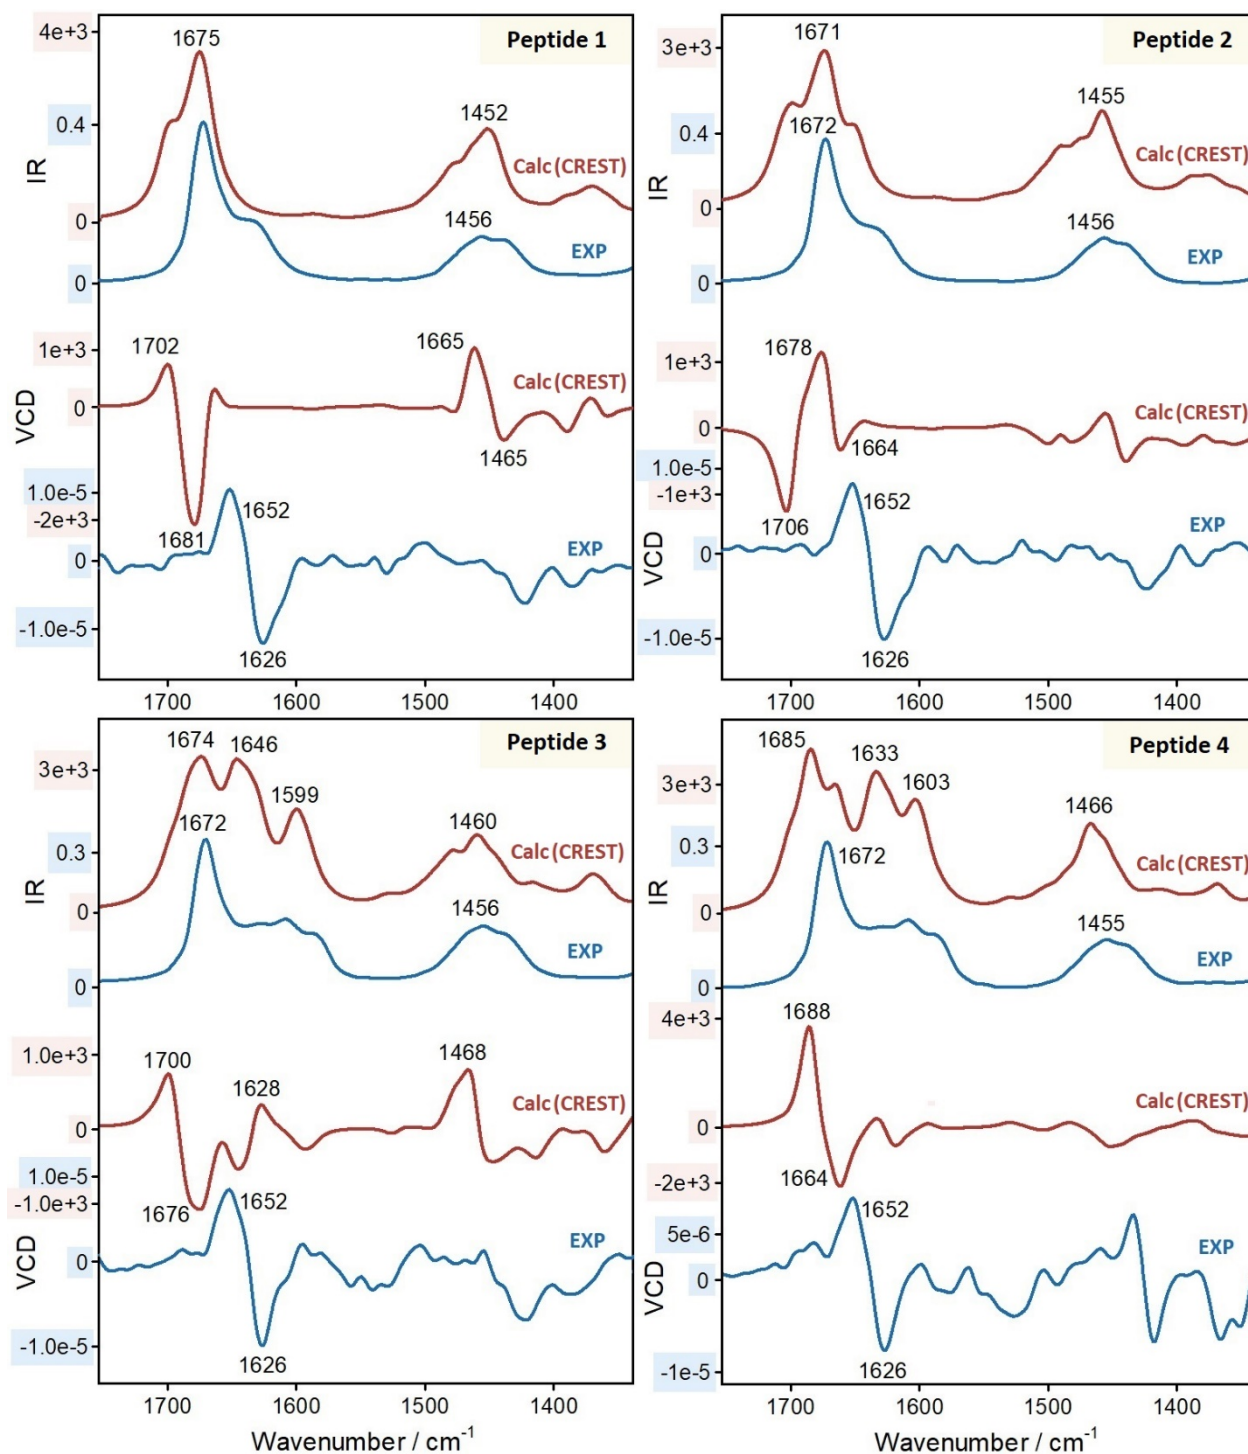 Peptide 1
4e+3
1675
0.4
1452
IR
Calc (CREST)
0
1456
EXP
0
1e+3
1702
1665
Calc (CREST)
0
VCD
1465
1.0e-5
1652
-2e+3
1681
EXP
0
-1.0e-5
1626
1700 1600 1500 1400
Peptide 2
1671
3e+3
1455
1672
0.4
Calc (CREST)
IR
0
1456
EXP
0
1678
1e+3
Calc (CREST)
0
1664
1.0e-5
-1e+3
1652
1706
EXP
VCD
0
-1.0e-5
1626
1700 1600 1500 1400
Peptide 3
1674 1646
3e+3
1599
1672
1460
0.3
Calc (CREST)
IR
0
1456
EXP
0
1.0e+3
1700
1468
1628
Calc (CREST)
0
1.0e-5
-1.0e+3
1676
1652
EXP
VCD
0
-1.0e-5
1626
1700 1600 1500 1400
Wavenumber / cm-1
Peptide 4
1685
1633
1603
3e+3
1466
0.3
1672
Calc (CREST)
IR
0
1455
EXP
0
4e+3
1688
Calc (CREST)
0
1664
-2e+3
1652
5e-6
EXP
VCD
0
1626
-1e-5
1700 1600 1500 1400
Wavenumber / cm-1